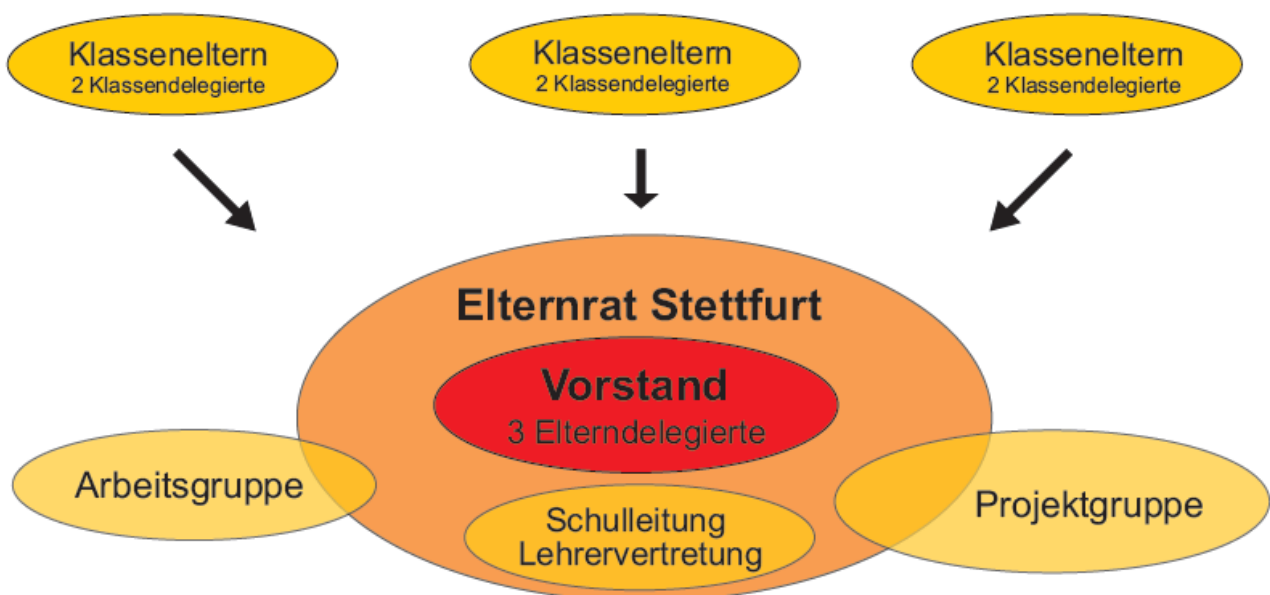 Klasseneltern
2 Klassendelegierte
Klasseneltern
2 Klassendelegierte
Klasseneltern
2 Klassendelegierte
Elternrat Stettfurt
Vorstand
3 Elterndelegierte
Arbeitsgruppe
Schulleitung
Lehrervertretung
Projektgruppe